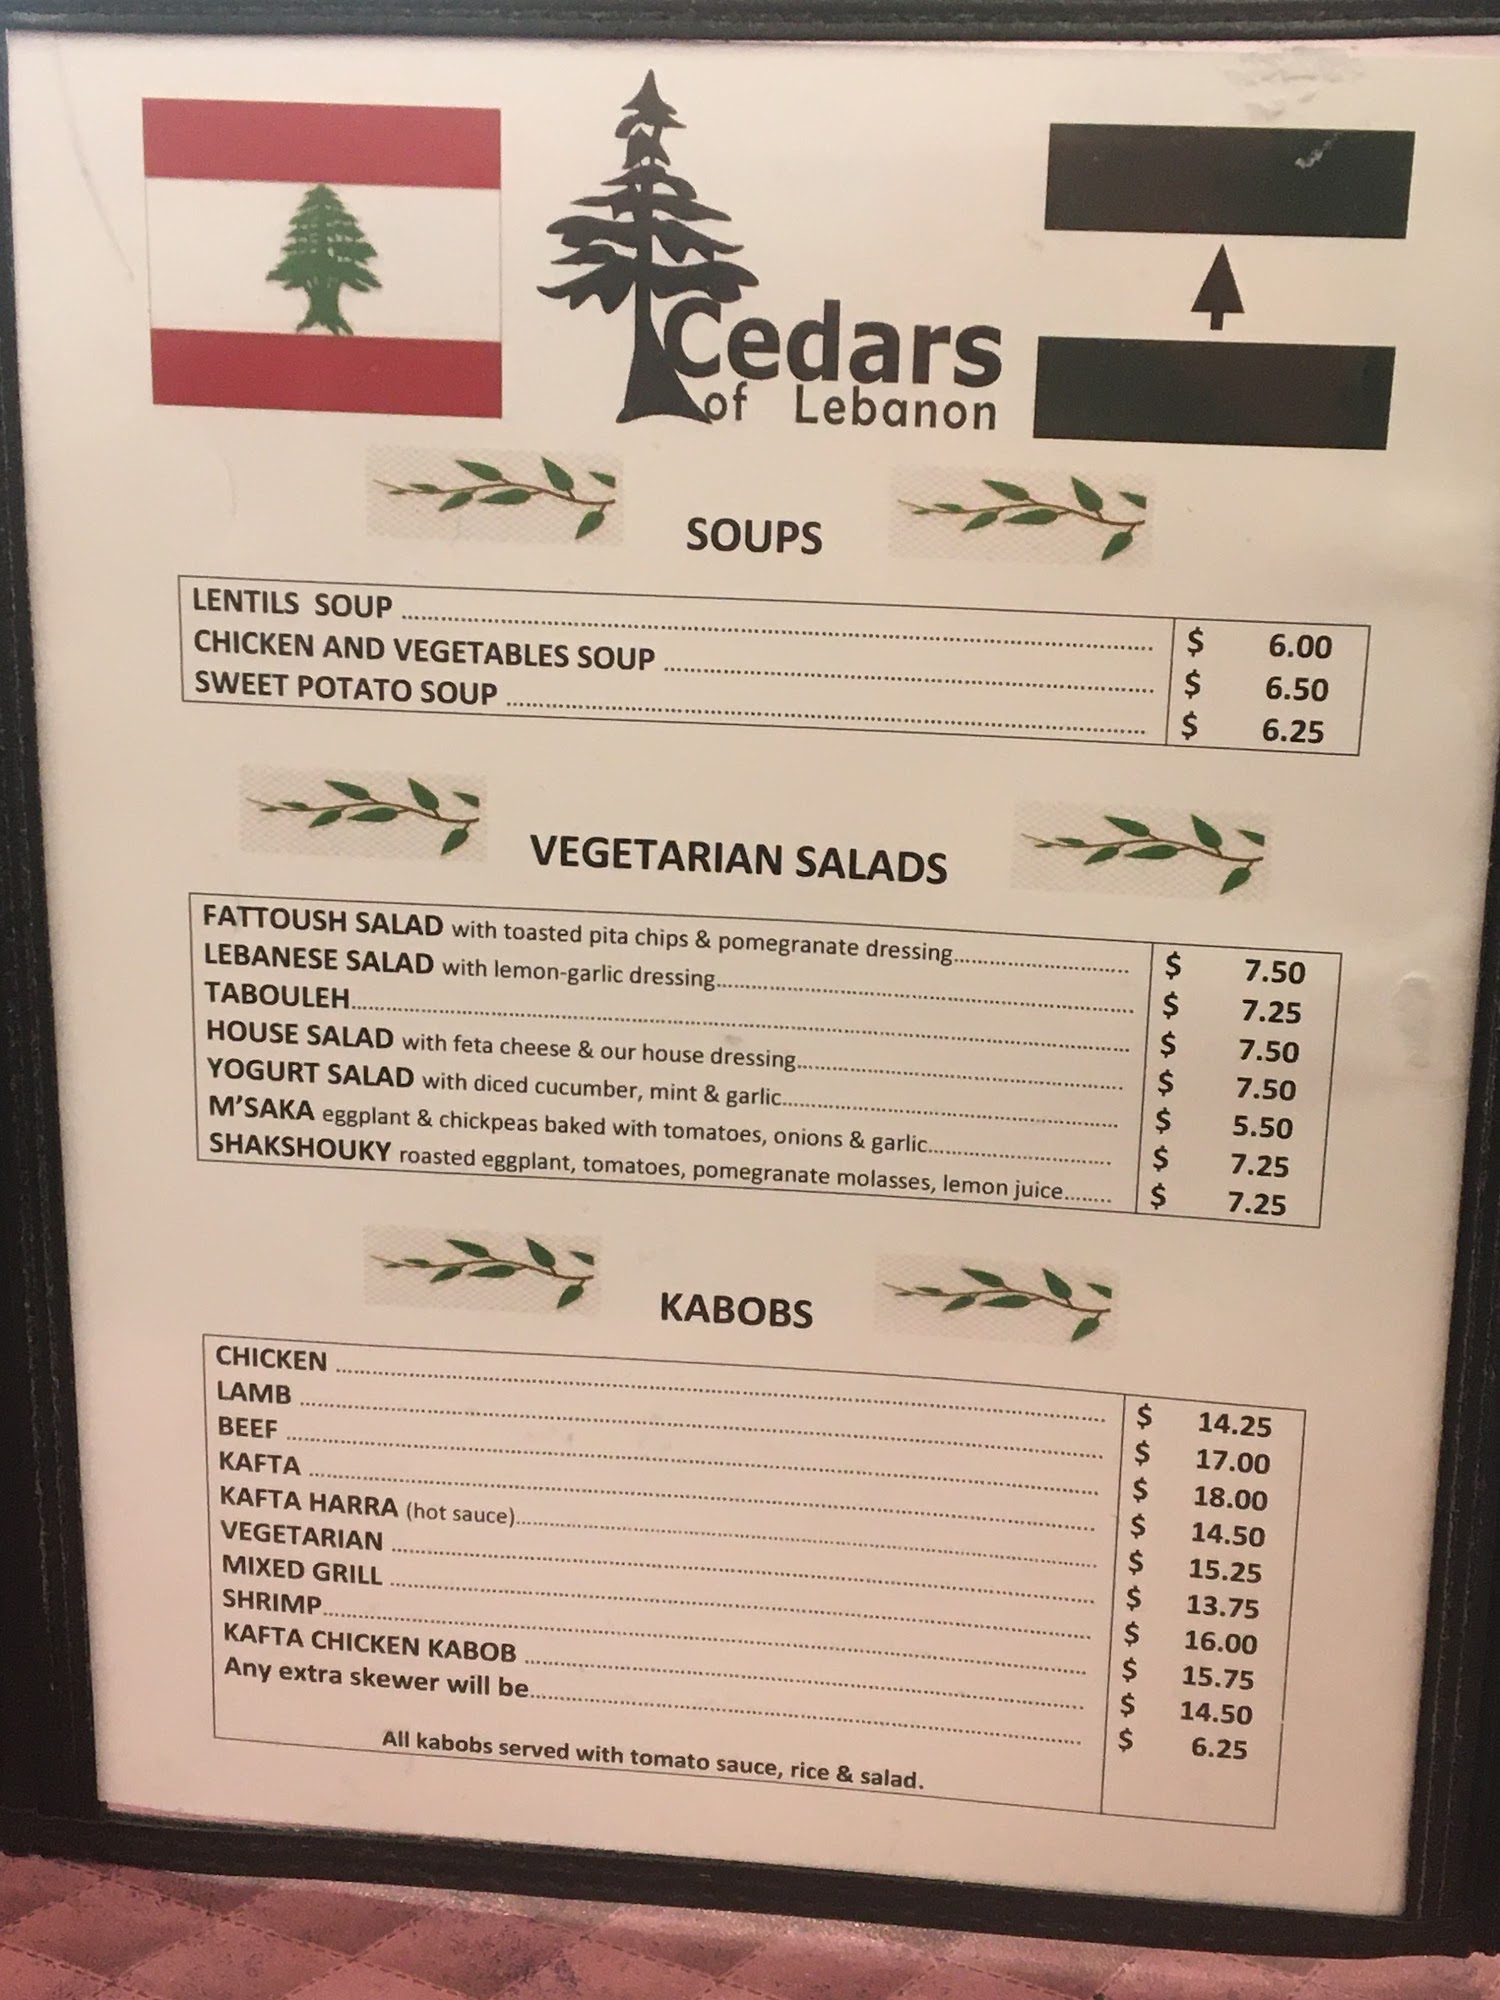 Cedars
of Lebanon
SOUPS
LENTILS SOUP ........ $ 6.00
CHICKEN AND VEGETABLES SOUP ........ $ 6.50
SWEET POTATO SOUP ........ $ 6.25
VEGETARIAN SALADS
FATTOUSH SALAD with toasted pita chips & pomegranate dressing........ $ 7.50
LEBANESE SALAD with lemon-garlic dressing........ $ 7.25
TABOULEH........ $ 7.50
HOUSE SALAD with feta cheese & our house dressing........ $ 7.50
YOGURT SALAD with diced cucumber, mint & garlic........ $ 5.50
M'SAKA eggplant & chickpeas baked with tomatoes, onions & garlic........ $ 7.25
SHAKSHOUKY roasted eggplant, tomatoes, pomegranate molasses, lemon juice........ $ 7.25
KABOBS
CHICKEN ........ $ 14.25
LAMB ........ $ 17.00
BEEF ........ $ 18.00
KAFTA ........ $ 14.50
KAFTA HARRA (hot sauce)........ $ 15.25
VEGETARIAN ........ $ 13.75
MIXED GRILL ........ $ 16.00
SHRIMP........ $ 15.75
KAFTA CHICKEN KABOB ........ $ 14.50
Any extra skewer will be........ $ 6.25
All kabobs served with tomato sauce, rice & salad.